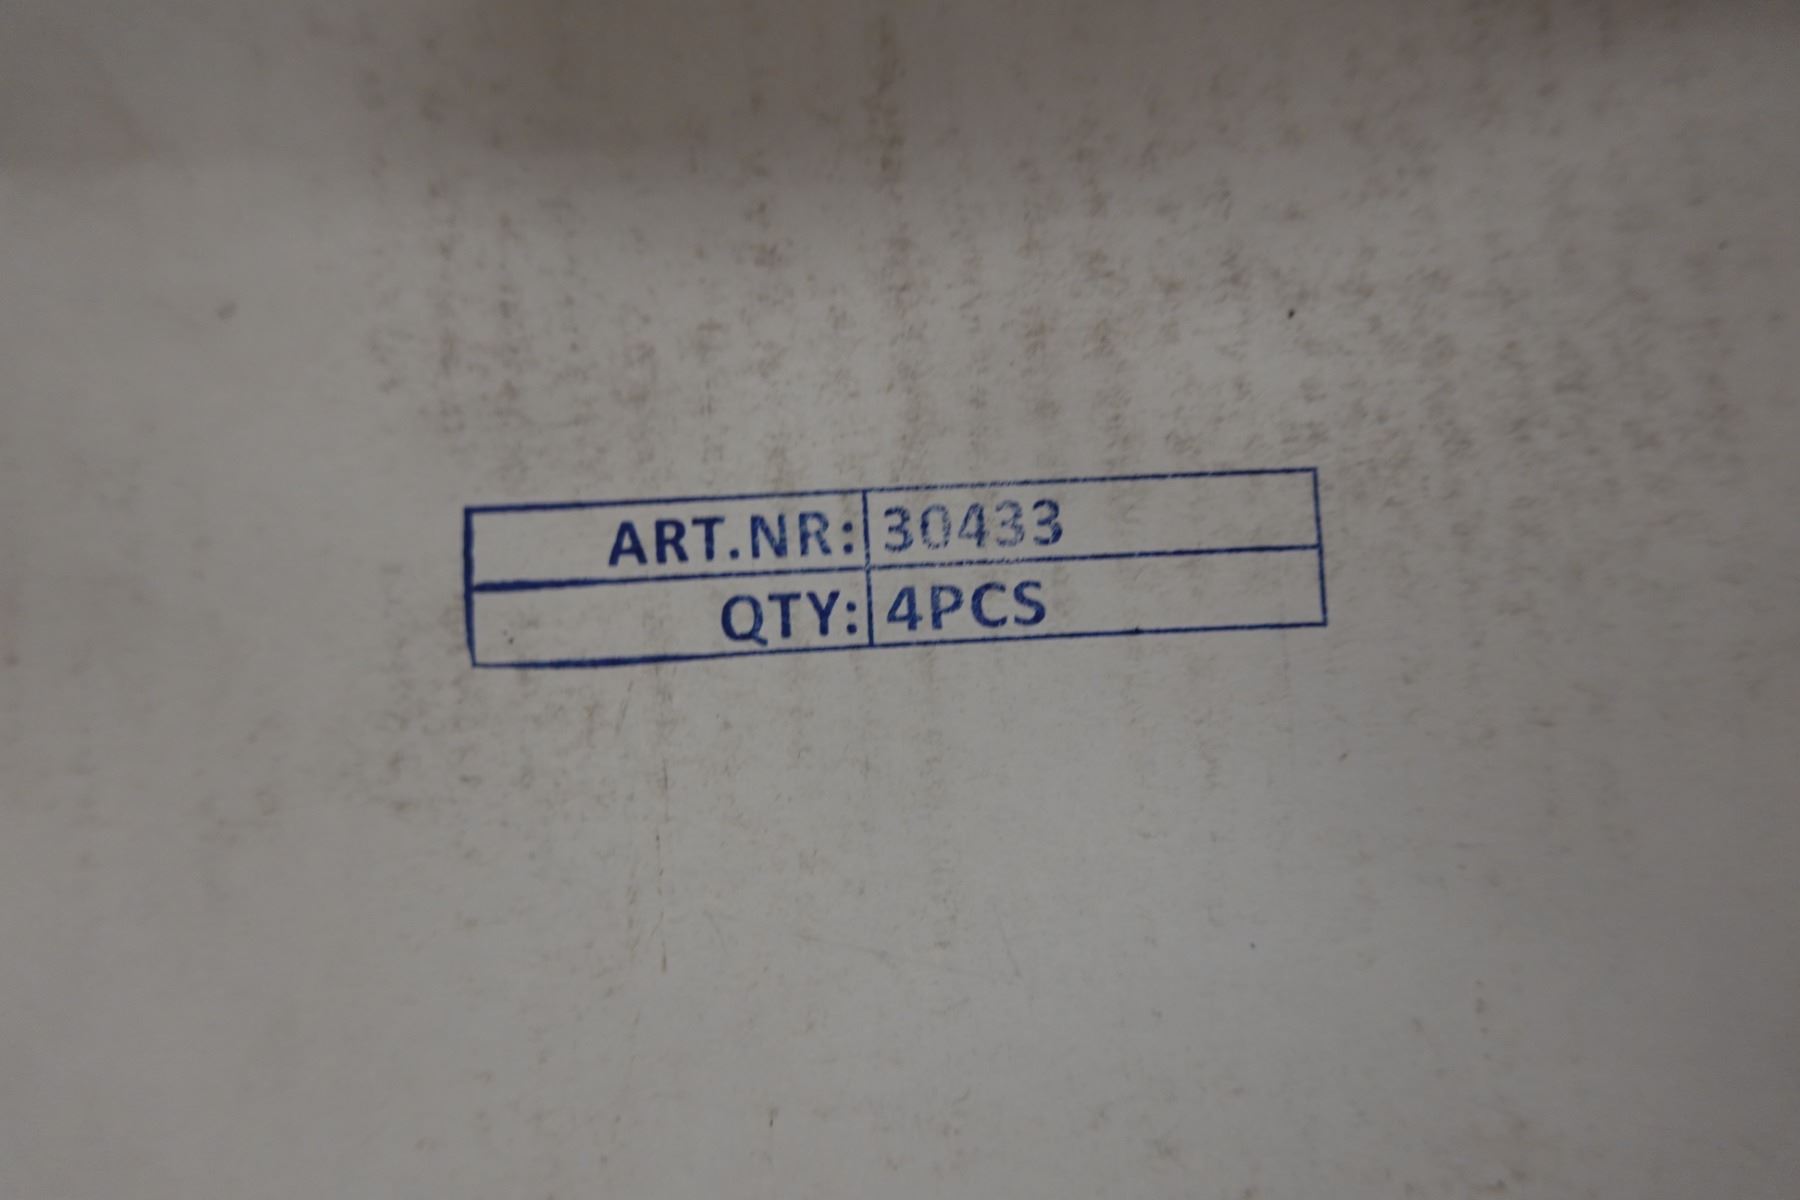 ART.NR: 30433
QTY: 4PCS